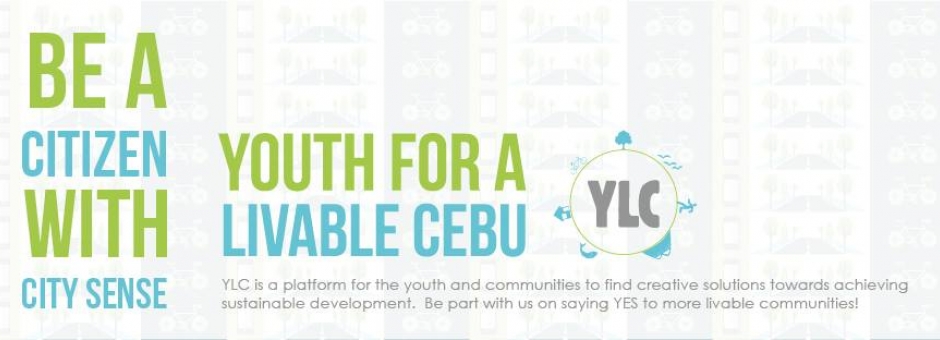 BE A
CITIZEN
WITH
CITY SENSE
YOUTH FOR A
LIVABLE CEBU
YLC
YLC is a platform for the youth and communities to find creative solutions towards achieving
sustainable development. Be part with us on saying YES to more livable communities!